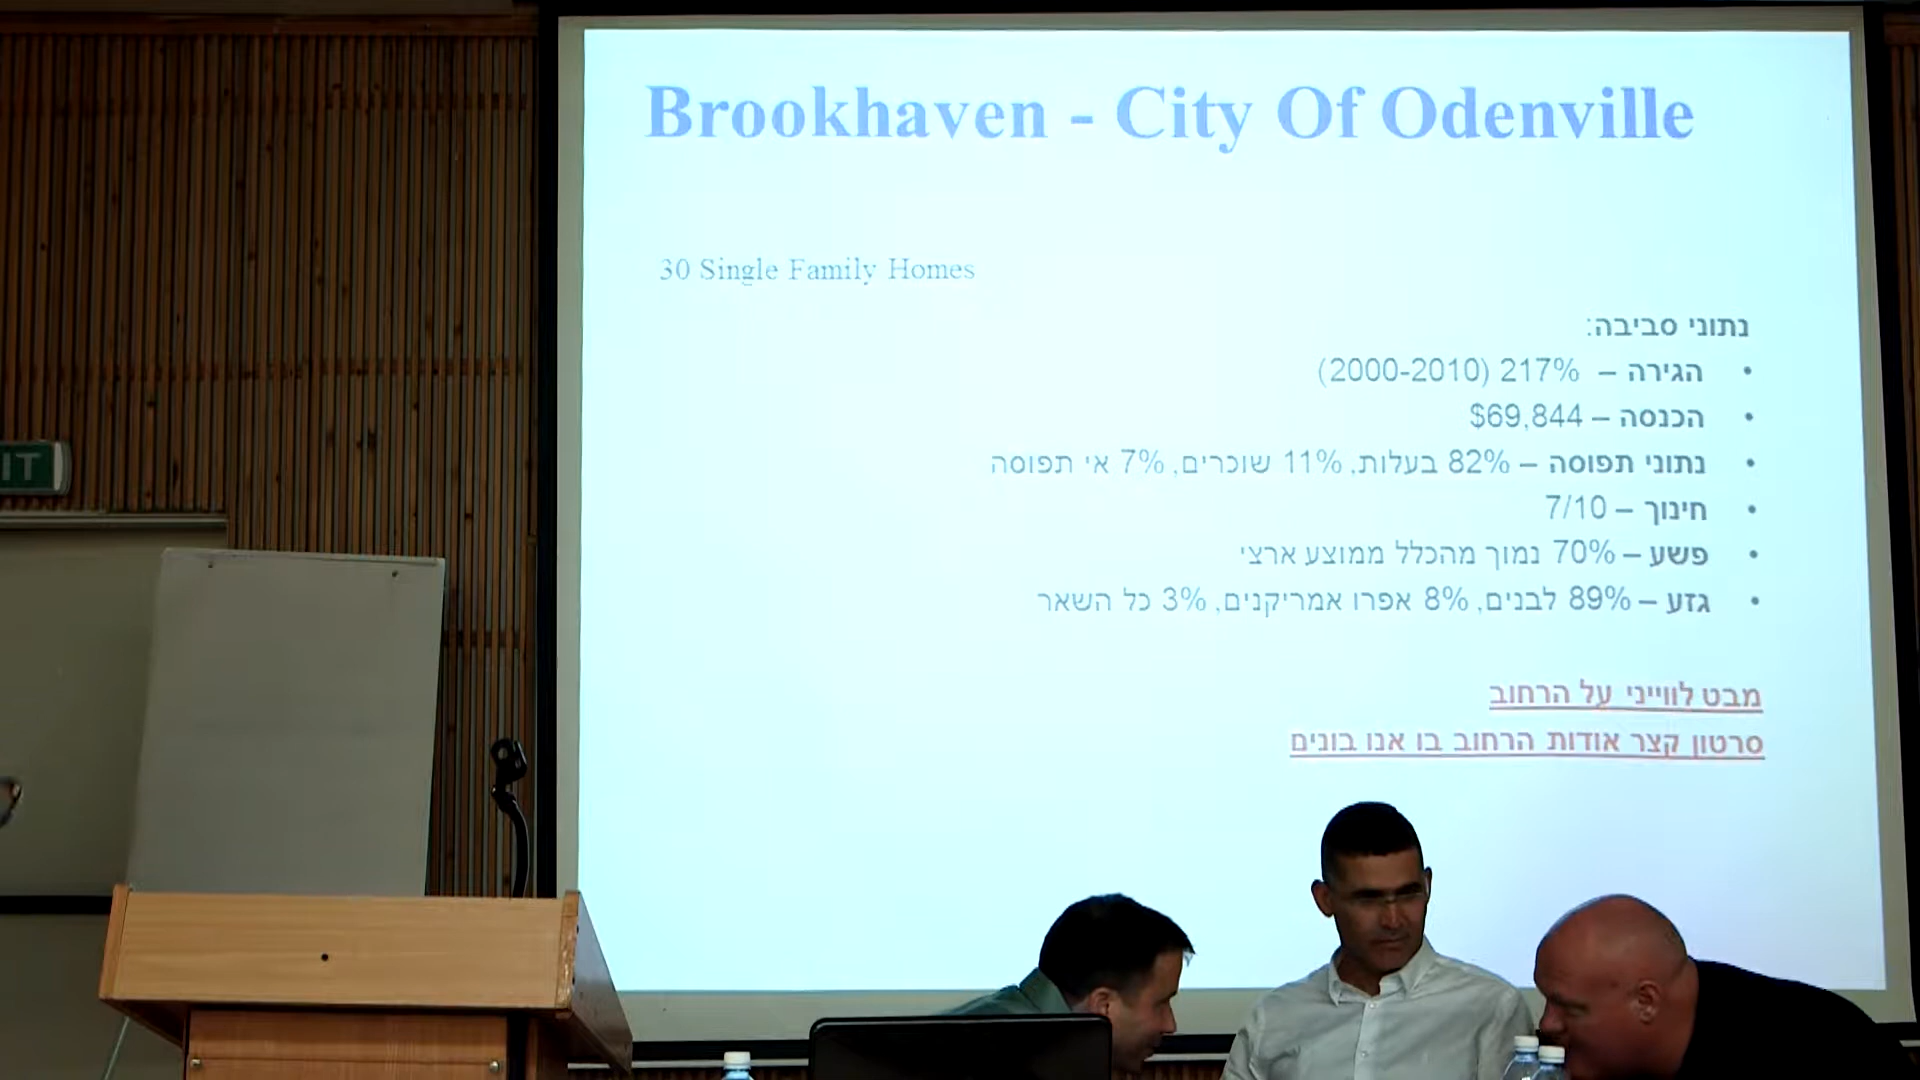 Brookhaven - City Of Odenville
30 Single Family Homes
נתוני סביבה:
• הגירה – 217% (2000-2010)
• הכנסה – $69,844
• נתוני תפוסה – 82% בעלות, 11% שוכרים, 7% אי תפוסה
• חינוך – 7/10
• פשע – 70% נמוך מהכלל ממוצע ארצי
• גזע – 89% לבנים, 8% אפרו אמריקנים, 3% כל השאר
מבט לווייני על הרחוב
סרטון קצר אודות הרחוב בו אנו בונים
IT